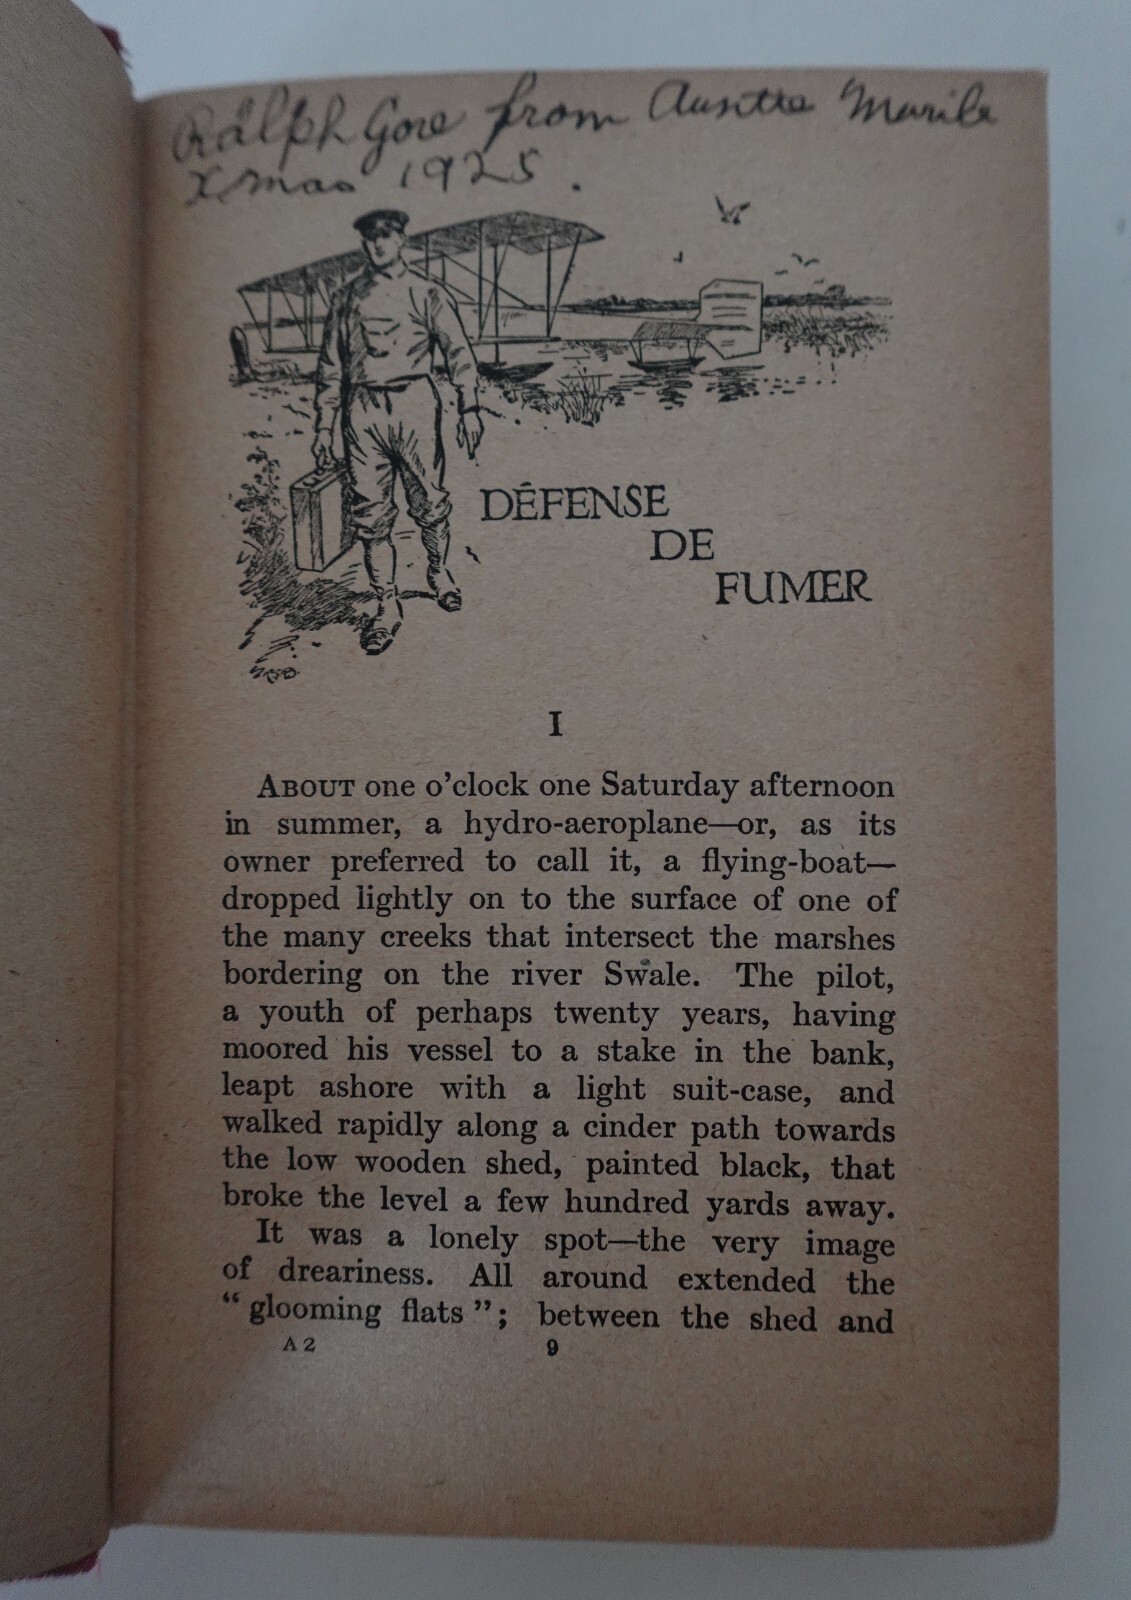 Ralph Gore from Auntie
Xmas 1925.
DÉFENSE
DE
FUMER
I
ABOUT one o'clock one Saturday afternoon
in summer, a hydro-aeroplane—or, as its
owner preferred to call it, a flying-boat—
dropped lightly on to the surface of one of
the many creeks that intersect the marshes
bordering on the river Swale. The pilot,
a youth of perhaps twenty years, having
moored his vessel to a stake in the bank,
leapt ashore with a light suit-case, and
walked rapidly along a cinder path towards
the low wooden shed, painted black, that
broke the level a few hundred yards away.
It was a lonely spot—the very image
of dreariness. All around extended the
“ glooming flats ”; between the shed and
A 2 9